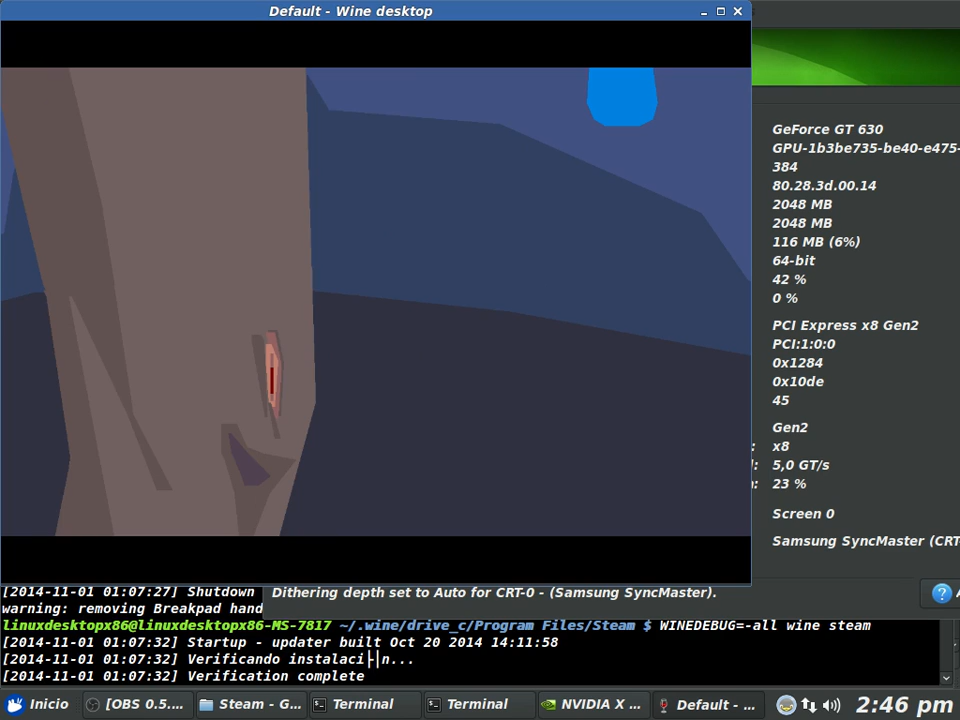 Default - Wine desktop
GeForce GT 630
GPU-1b3be735-be40-e475-
384
80.28.3d.00.14
2048 MB
2048 MB
116 MB (6%)
64-bit
42 %
0 %
PCI Express x8 Gen2
PCI:1:0:0
0x1284
0x10de
45
Gen2
: x8
: 5,0 GT/s
: 23 %
Screen 0
Samsung SyncMaster (CRT-
[2014-11-01 01:07:27] Shutdown
Dithering depth set to Auto for CRT-0 - (Samsung SyncMaster).
warning: removing Breakpad hand
linuxdesktopx86@linuxdesktopx86-MS-7817 ~/.wine/drive_c/Program Files/Steam $ WINEDEBUG=-all wine steam
[2014-11-01 01:07:32] Startup - updater built Oct 20 2014 14:11:58
[2014-11-01 01:07:32] Verificando instalaci├│n...
[2014-11-01 01:07:32] Verification complete
Inicio [OBS 0.5.... Steam - G... Terminal Terminal NVIDIA X ... Default - ... 2:46 pm